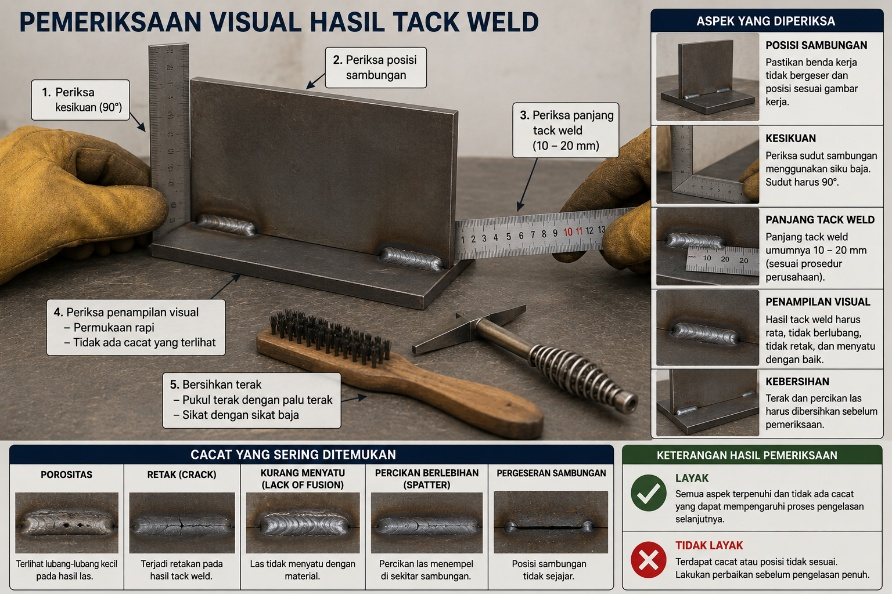 PEMERIKSAAN VISUAL HASIL TACK WELD
1. Periksa
kesikuan (90°)
2. Periksa posisi
sambungan
3. Periksa panjang
tack weld
(10 – 20 mm)
1 2 3 4 5 6 7 8 9 10 11 12 13
4. Periksa penampilan visual
– Permukaan rapi
– Tidak ada cacat yang terlihat
5. Bersihkan terak
– Pukul terak dengan palu terak
– Sikat dengan sikat baja
ASPEK YANG DIPERIKSA
POSISI SAMBUNGAN
Pastikan benda kerja
tidak bergeser dan
posisi sesuai gambar
kerja.
KESIKUAN
Periksa sudut sambungan
menggunakan siku baja.
Sudut harus 90°.
PANJANG TACK WELD
Panjang tack weld
umumnya 10 – 20 mm
(sesuai prosedur
perusahaan).
10 20 20
PENAMPILAN VISUAL
Hasil tack weld harus
rata, tidak berlubang,
tidak retak, dan menyatu
dengan baik.
KEBERSIHAN
Terak dan percikan las
harus dibersihkan sebelum
pemeriksaan.
CACAT YANG SERING DITEMUKAN
POROSITAS
Terlihat lubang-lubang kecil
pada hasil las.
RETAK (CRACK)
Terjadi retakan pada
hasil tack weld.
KURANG MENYATU
(LACK OF FUSION)
Las tidak menyatu dengan
material.
PERCIKAN BERLEBIHAN
(SPATTER)
Percikan las menempel
di sekitar sambungan.
PERGESERAN SAMBUNGAN
Posisi sambungan
tidak sejajar.
KETERANGAN HASIL PEMERIKSAAN
LAYAK
Semua aspek terpenuhi dan tidak ada cacat
yang dapat mempengaruhi proses pengelasan
selanjutnya.
TIDAK LAYAK
Terdapat cacat atau posisi tidak sesuai.
Lakukan perbaikan sebelum pengelasan penuh.